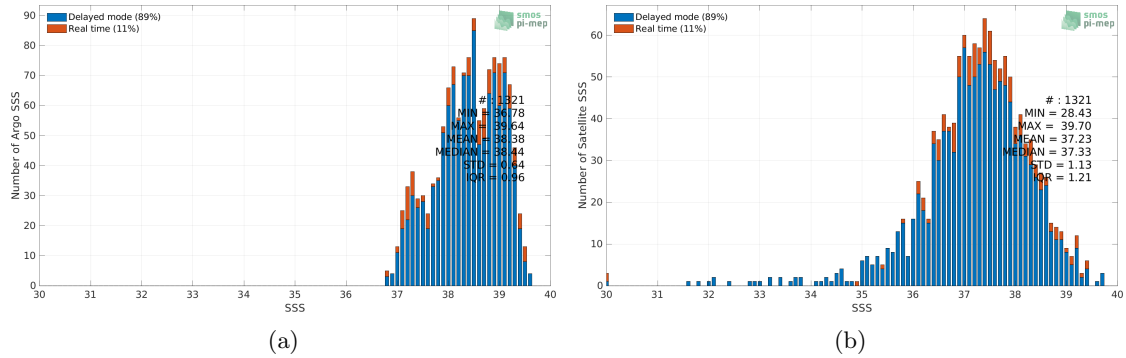 Delayed mode (89%)
Real time (11%)
smos
pi-mep
90
80
70
60
50
40
30
20
10
0
Number of Argo SSS
# : 1321
MIN = 36.78
MAX = 39.64
MEAN = 38.38
MEDIAN = 38.44
STD = 0.64
IQR = 0.96
30 31 32 33 34 35 36 37 38 39 40
SSS
(a)
Delayed mode (89%)
Real time (11%)
smos
pi-mep
60
50
40
30
20
10
0
Number of Satellite SSS
# : 1321
MIN = 28.43
MAX = 39.70
MEAN = 37.23
MEDIAN = 37.33
STD = 1.13
IQR = 1.21
30 31 32 33 34 35 36 37 38 39 40
SSS
(b)